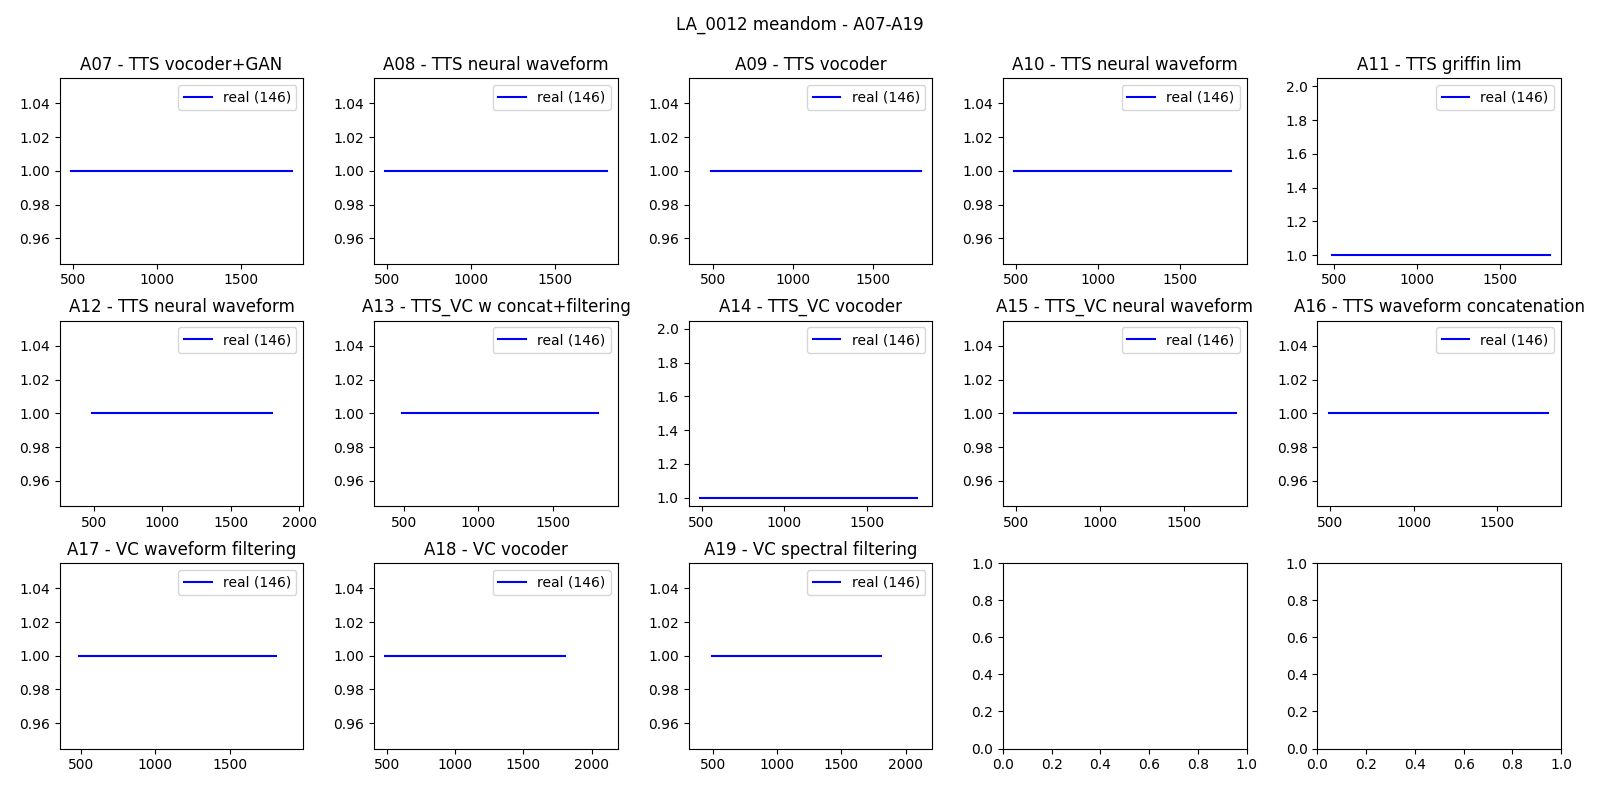 LA_0012 meandom - A07-A19
A07 - TTS vocoder+GAN
real (146)
1.04
1.02
1.00
0.98
0.96
500 1000 1500
A08 - TTS neural waveform
real (146)
1.04
1.02
1.00
0.98
0.96
500 1000 1500
A09 - TTS vocoder
real (146)
1.04
1.02
1.00
0.98
0.96
500 1000 1500
A10 - TTS neural waveform
real (146)
1.04
1.02
1.00
0.98
0.96
500 1000 1500
A11 - TTS griffin lim
real (146)
2.0
1.8
1.6
1.4
1.2
1.0
500 1000 1500
A12 - TTS neural waveform
real (146)
1.04
1.02
1.00
0.98
0.96
500 1000 1500 2000
A13 - TTS_VC w concat+filtering
real (146)
1.04
1.02
1.00
0.98
0.96
500 1000 1500
A14 - TTS_VC vocoder
real (146)
2.0
1.8
1.6
1.4
1.2
1.0
500 1000 1500
A15 - TTS_VC neural waveform
real (146)
1.04
1.02
1.00
0.98
0.96
500 1000 1500
A16 - TTS waveform concatenation
real (146)
1.04
1.02
1.00
0.98
0.96
500 1000 1500
A17 - VC waveform filtering
real (146)
1.04
1.02
1.00
0.98
0.96
500 1000 1500
A18 - VC vocoder
real (146)
1.04
1.02
1.00
0.98
0.96
500 1000 1500 2000
A19 - VC spectral filtering
real (146)
1.04
1.02
1.00
0.98
0.96
500 1000 1500 2000
1.0
0.8
0.6
0.4
0.2
0.0
0.0 0.2 0.4 0.6 0.8 1.0
1.0
0.8
0.6
0.4
0.2
0.0
0.0 0.2 0.4 0.6 0.8 1.0